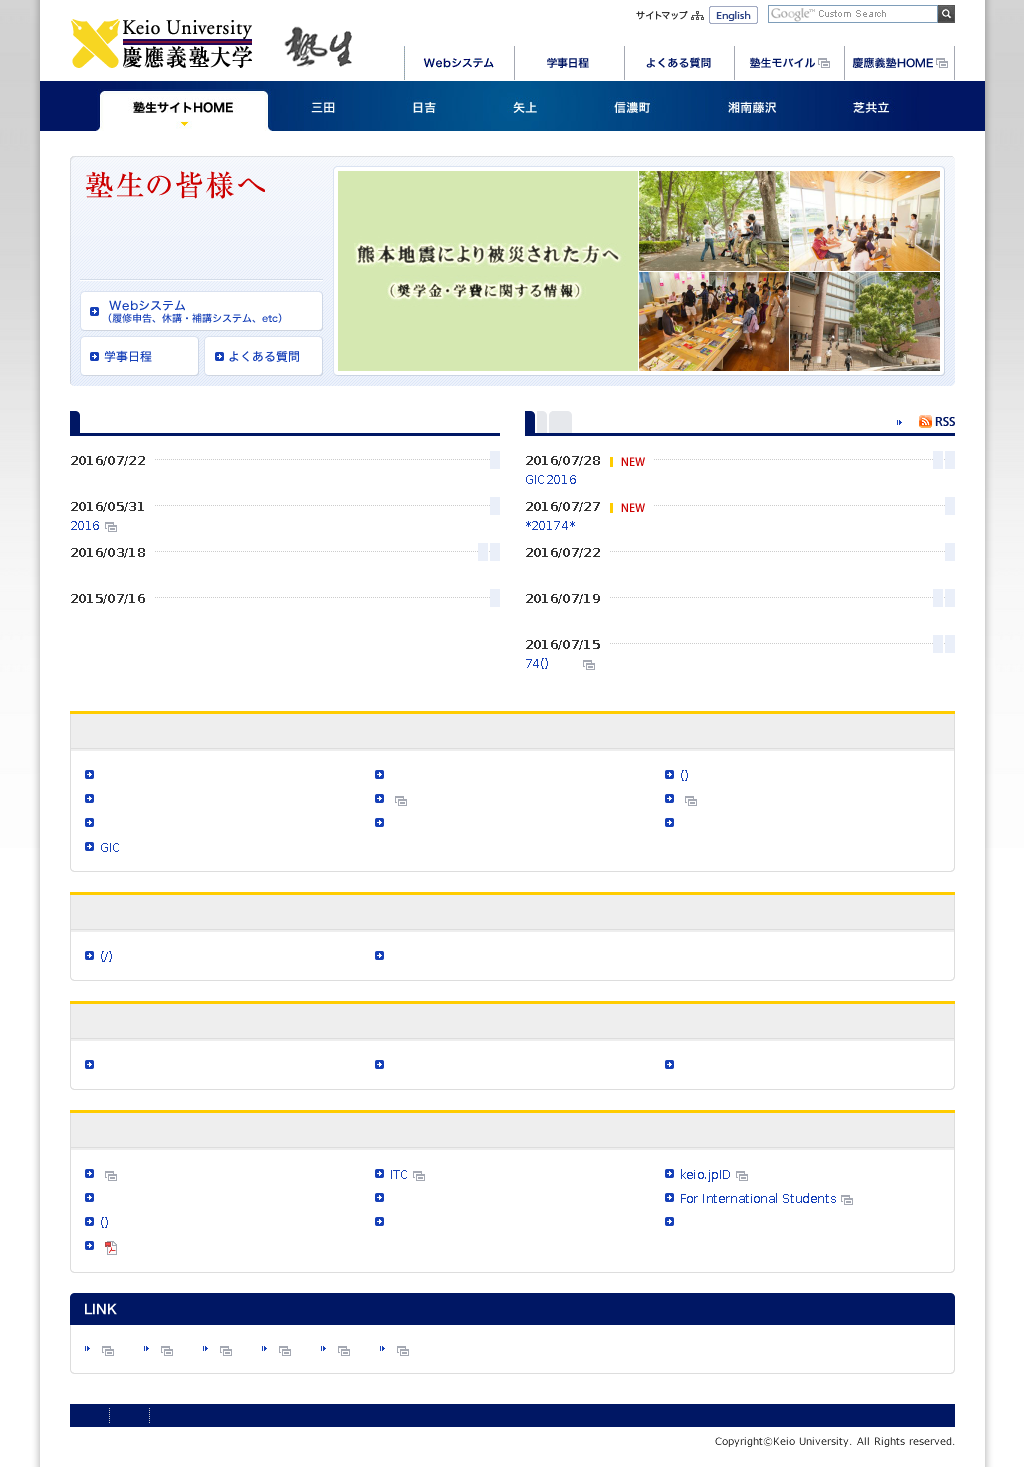 Keio University
慶應義塾大学
塾生
サイトマップ
English
Google™ Custom Search
Webシステム
学事日程
よくある質問
塾生モバイル
慶應義塾HOME
塾生サイトHOME
三田
日吉
矢上
信濃町
湘南藤沢
芝共立
塾生の皆様へ
熊本地震により被災された方へ
(奨学金・学費に関する情報)
Webシステム
(履修申告、休講・補講システム、etc)
学事日程
よくある質問
RSS
2016/07/22
2016/05/31
2016
2016/03/18
2015/07/16
2016/07/28 NEW
GIC2016
2016/07/27 NEW
*20174*
2016/07/22
2016/07/19
2016/07/15
74()
()
GIC
(/)
ITC
keio.jpID
For International Students
()
LINK
Copyright©Keio University. All Rights reserved.